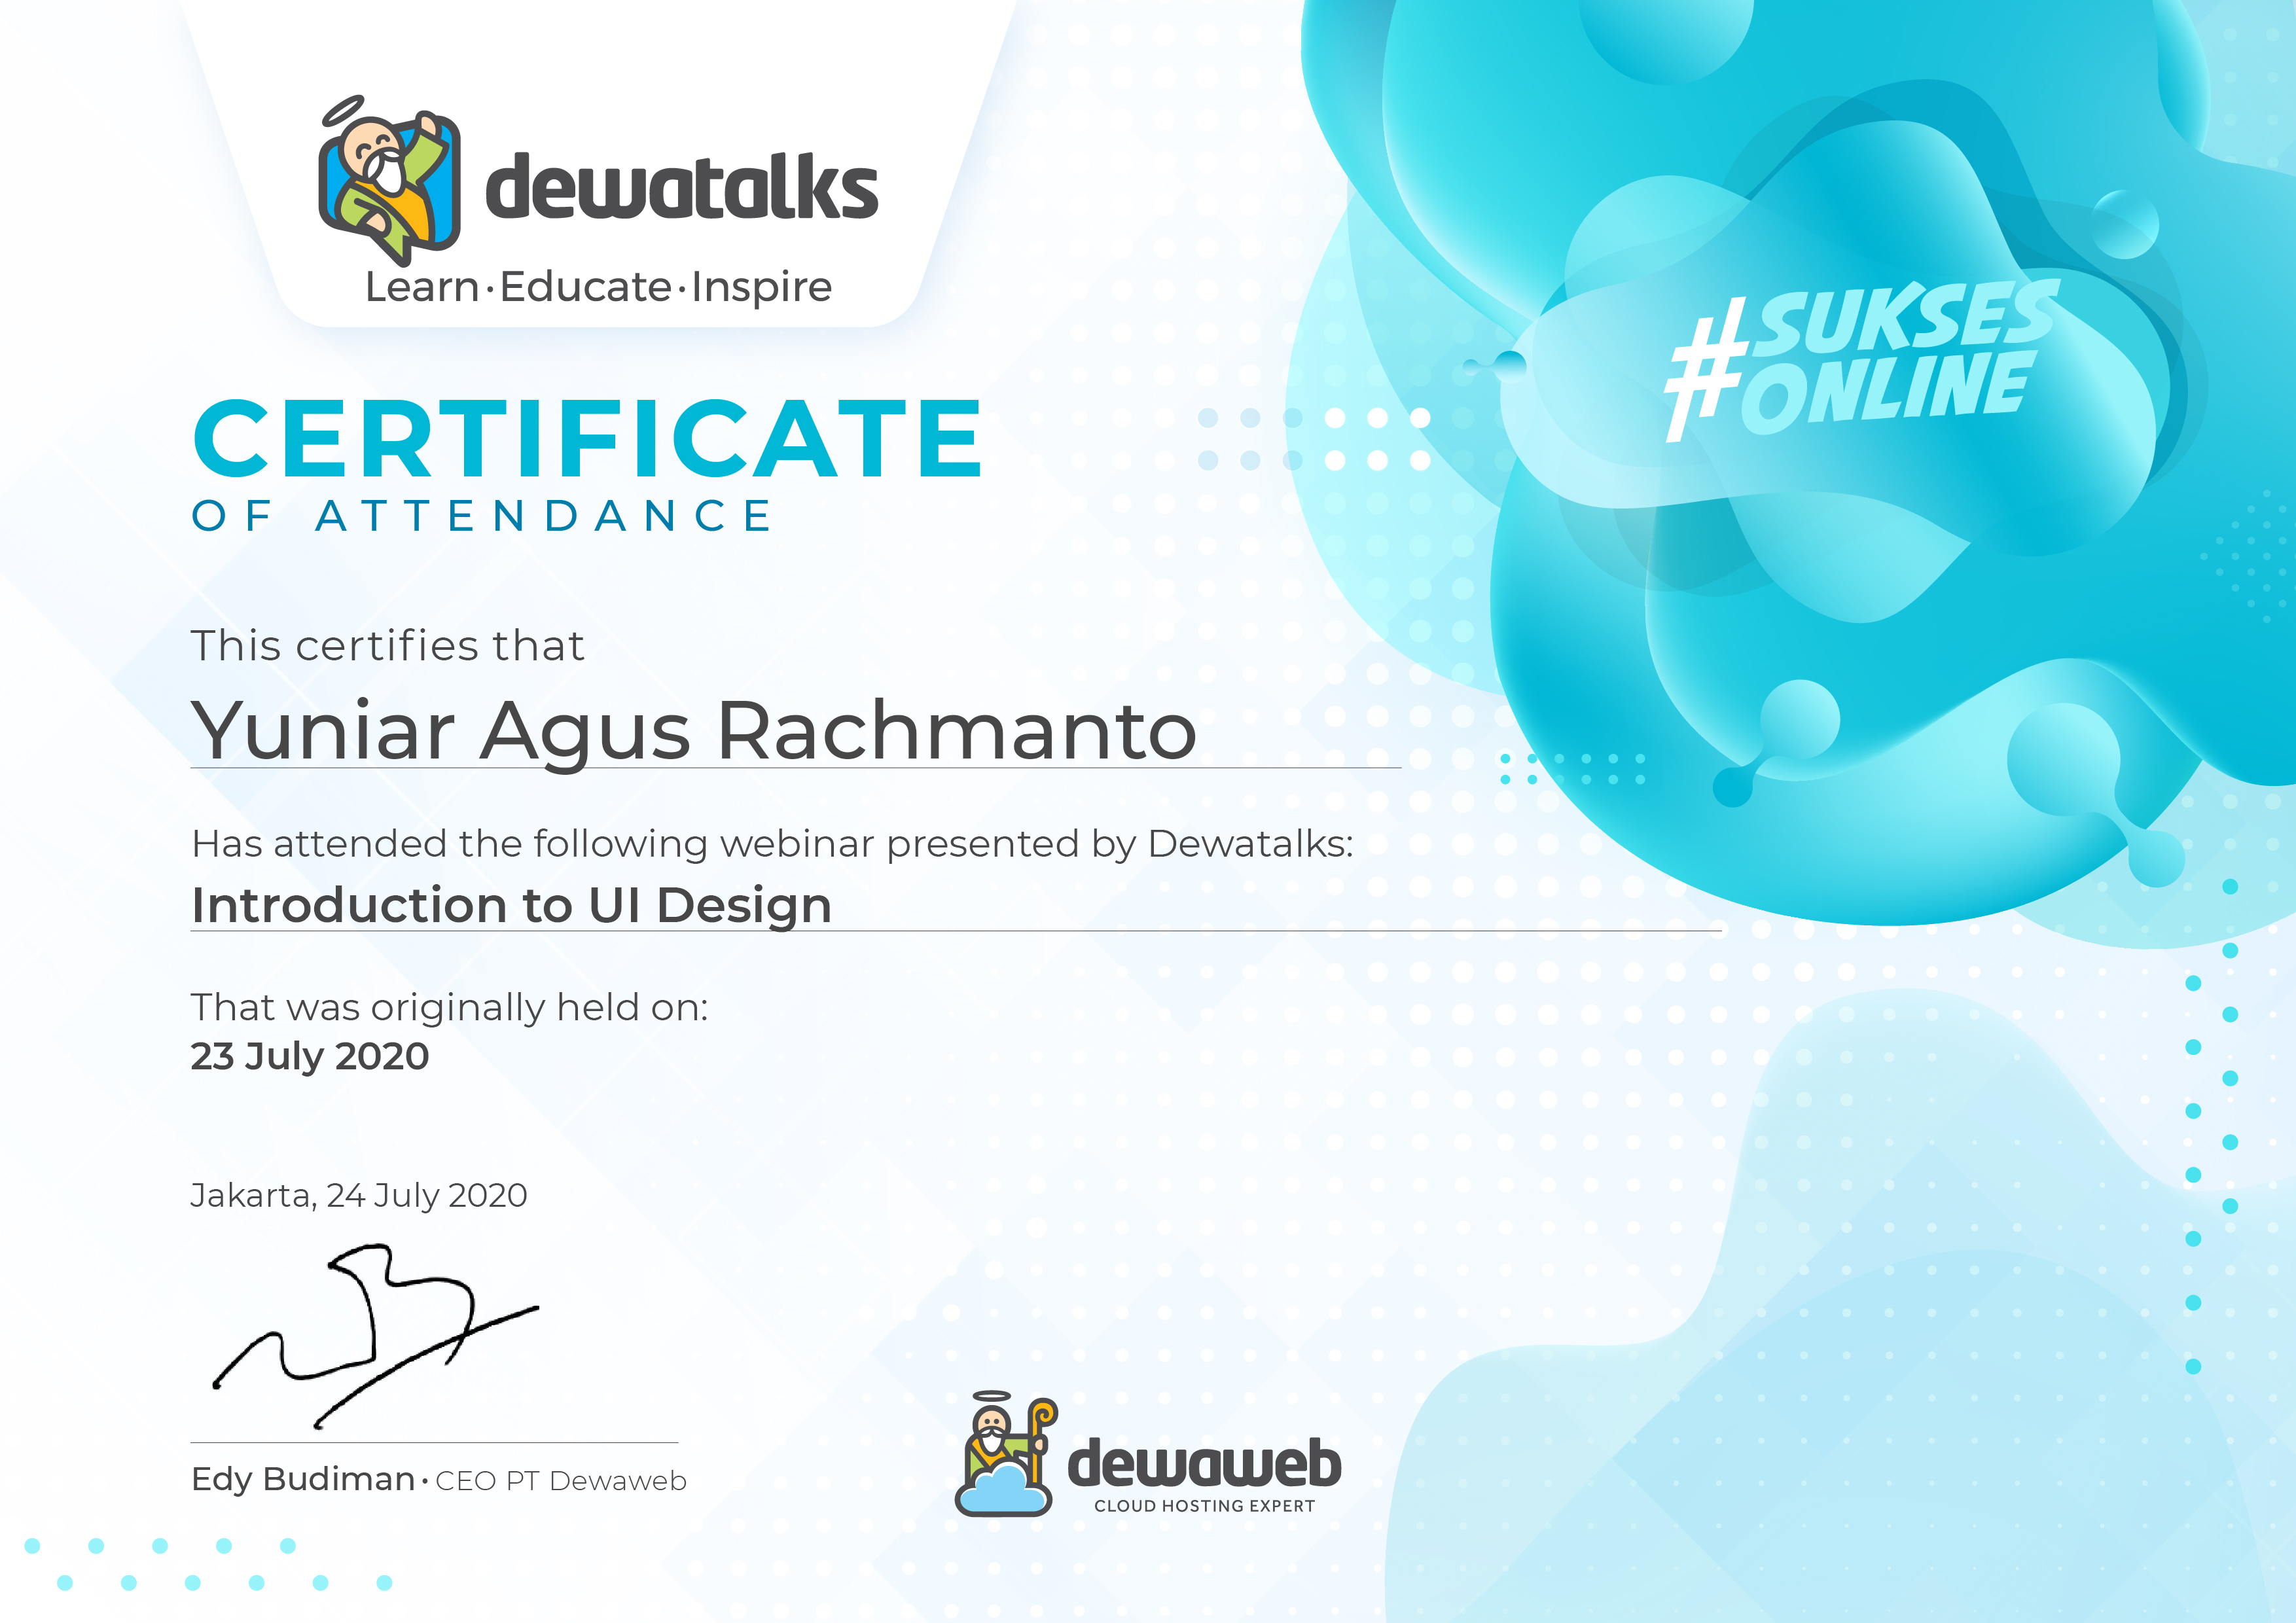 dewatalks
Learn·Educate·Inspire
#SUKSES
ONLINE
CERTIFICATE
OF ATTENDANCE
This certifies that
Yuniar Agus Rachmanto
Has attended the following webinar presented by Dewatalks:
Introduction to UI Design
That was originally held on:
23 July 2020
Jakarta, 24 July 2020
Edy Budiman · CEO PT Dewaweb
dewaweb
CLOUD HOSTING EXPERT